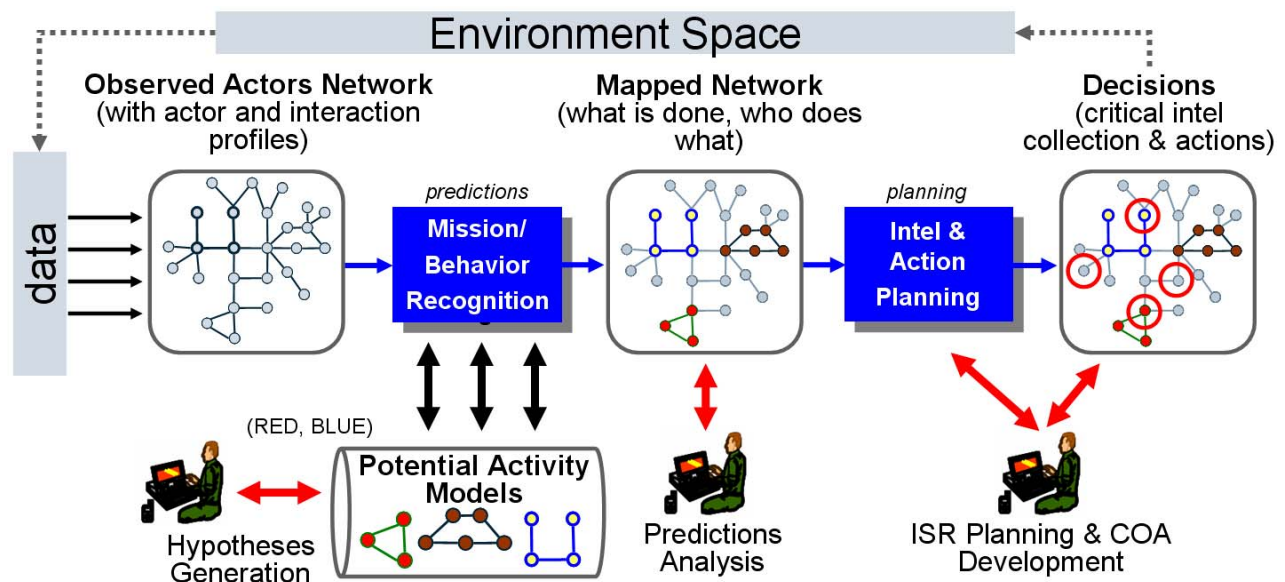 Environment Space
Observed Actors Network
(with actor and interaction
profiles)
Mapped Network
(what is done, who does
what)
Decisions
(critical intel
collection & actions)
data
predictions
Mission/
Behavior
Recognition
planning
Intel &
Action
Planning
(RED, BLUE)
Potential Activity
Models
Hypotheses
Generation
Predictions
Analysis
ISR Planning & COA
Development